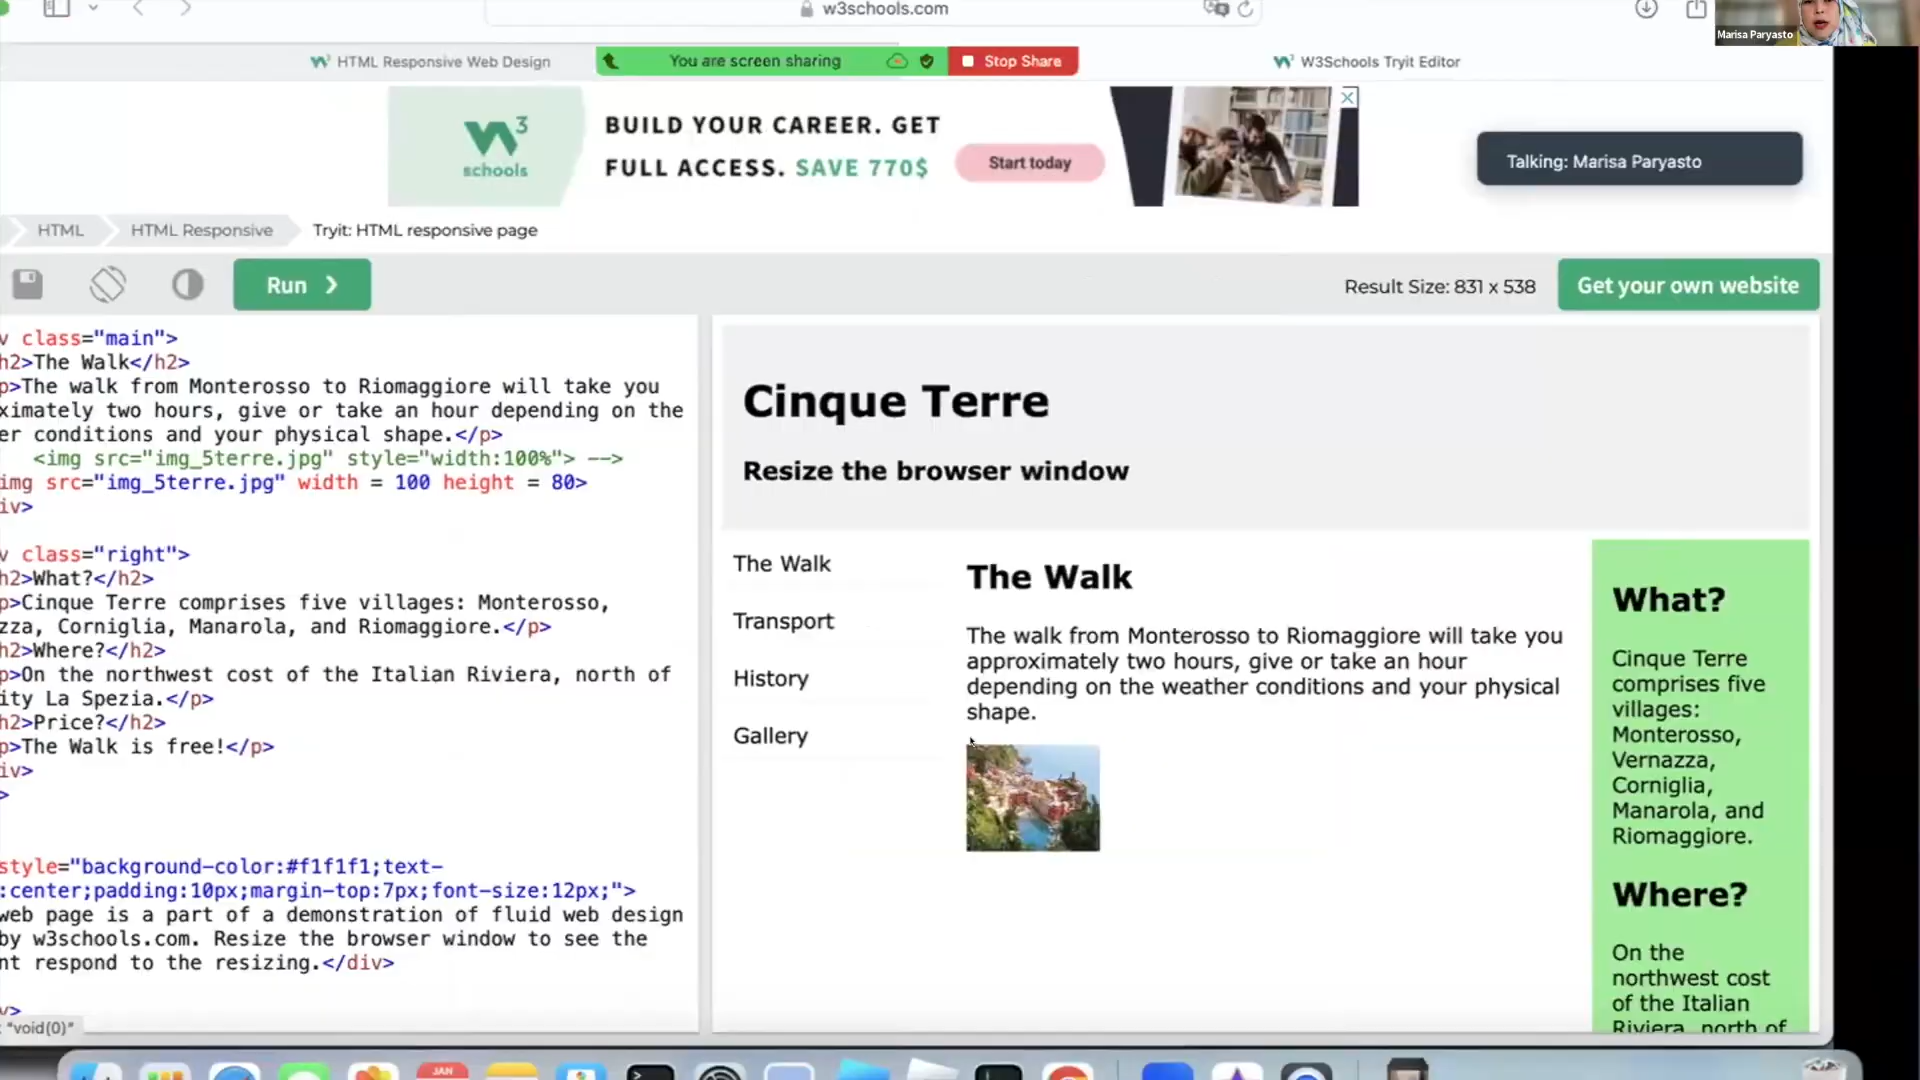 w3schools.com
Marisa Paryasto
HTML Responsive Web Design
You are screen sharing
Stop Share
W3Schools Tryit Editor
3
schools
BUILD YOUR CAREER. GET
FULL ACCESS. SAVE 770$
Start today
Talking: Marisa Paryasto
HTML
HTML Responsive
Tryit: HTML responsive page
Run ❯
Result Size: 831 x 538
Get your own website
v class="main">
h2>The Walk</h2>
p>The walk from Monterosso to Riomaggiore will take you
ximately two hours, give or take an hour depending on the
er conditions and your physical shape.</p>
<img src="img_5terre.jpg" style="width:100%"> -->
img src="img_5terre.jpg" width = 100 height = 80>
iv>
v class="right">
h2>What?</h2>
p>Cinque Terre comprises five villages: Monterosso,
zza, Corniglia, Manarola, and Riomaggiore.</p>
h2>Where?</h2>
p>On the northwest cost of the Italian Riviera, north of
ity La Spezia.</p>
h2>Price?</h2>
p>The Walk is free!</p>
iv>
>
style="background-color:#f1f1f1;text-
:center;padding:10px;margin-top:7px;font-size:12px;">
web page is a part of a demonstration of fluid web design
by w3schools.com. Resize the browser window to see the
nt respond to the resizing.</div>
v>
: "void(0)"
Cinque Terre
Resize the browser window
The Walk
Transport
History
Gallery
The Walk
The walk from Monterosso to Riomaggiore will take you
approximately two hours, give or take an hour
depending on the weather conditions and your physical
shape.
What?
Cinque Terre
comprises five
villages:
Monterosso,
Vernazza,
Corniglia,
Manarola, and
Riomaggiore.
Where?
On the
northwest cost
of the Italian
Riviera, north of
JAN